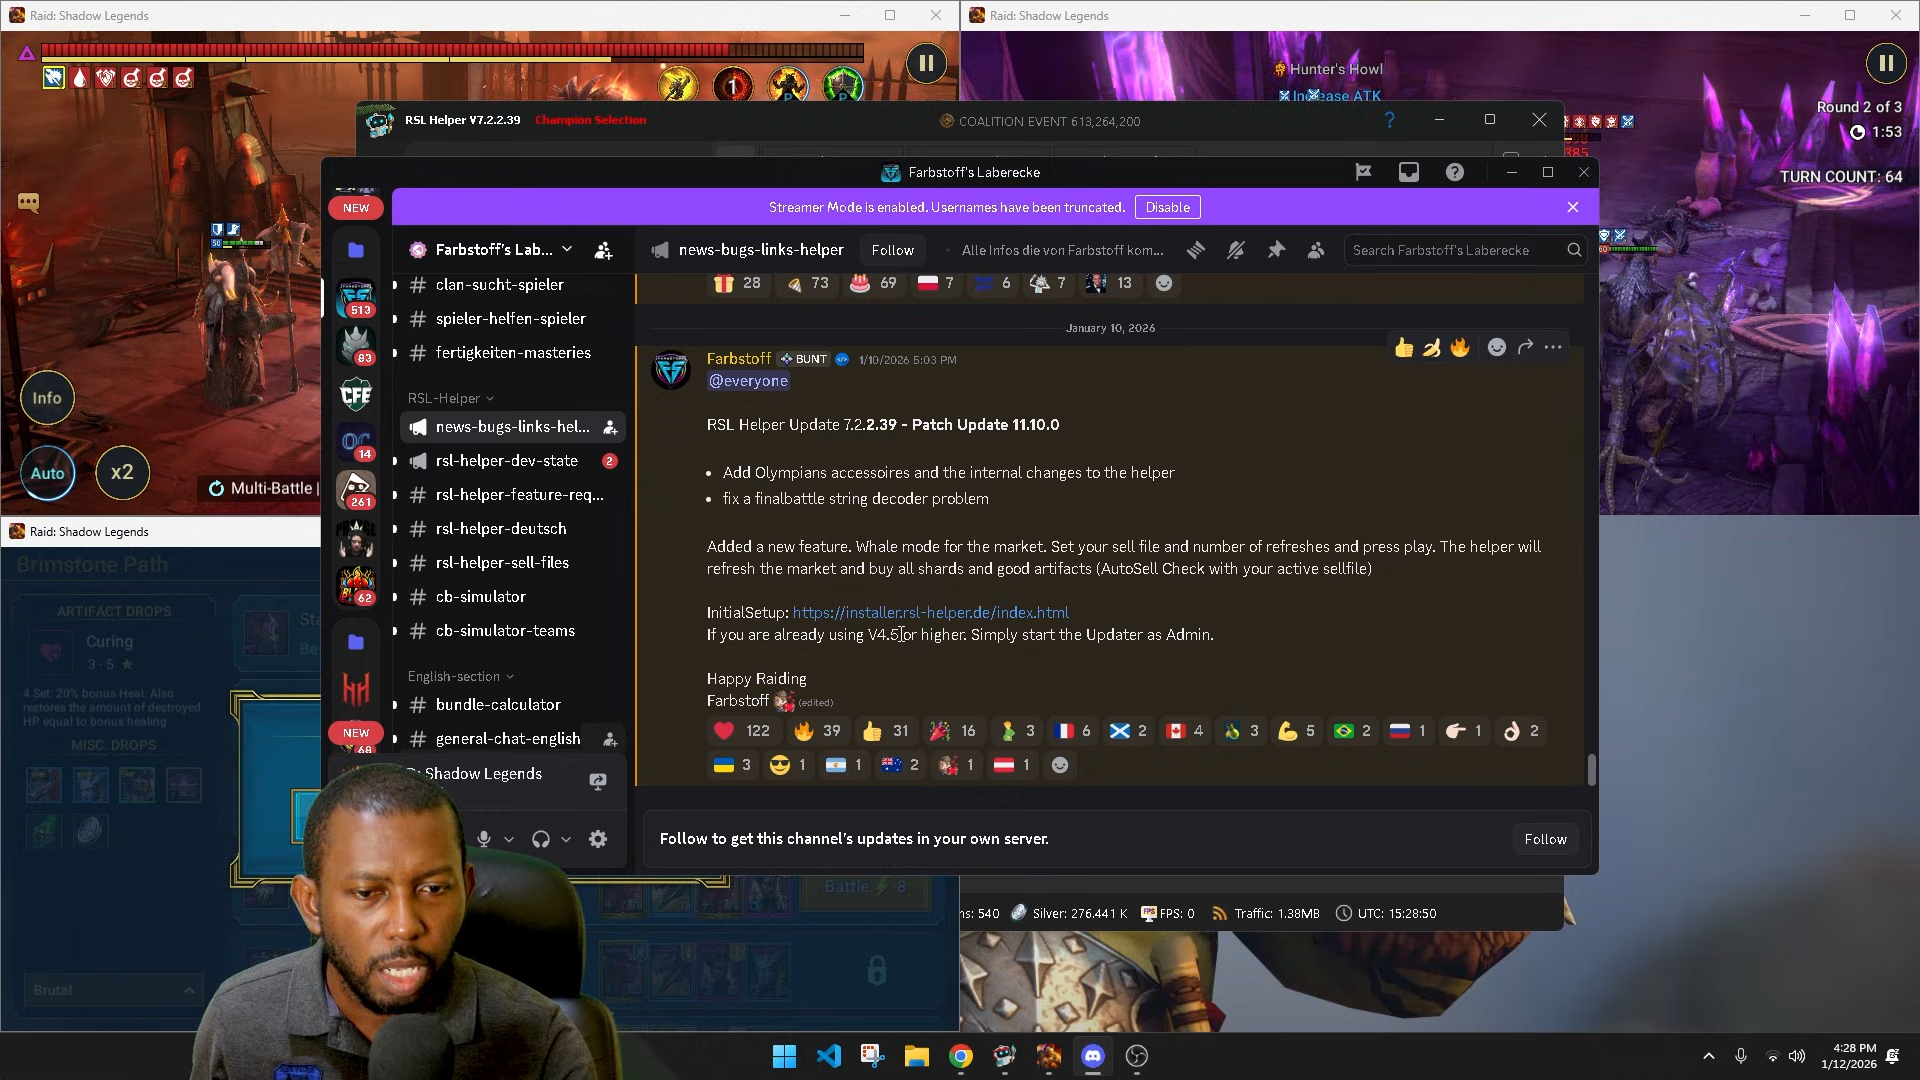 Raid: Shadow Legends
Raid: Shadow Legends
1
P
P
Hunter's Howl
Increase ATK
Round 2 of 3
1:53
TURN COUNT: 64
RSL Helper V7.2.2.39
Champion Selection
COALITION EVENT 613,264,200
?
Farbstoff's Laberecke
NEW
Streamer Mode is enabled. Usernames have been truncated.
Disable
Farbstoff's Lab...
news-bugs-links-helper
Follow
Alle Infos die von Farbstoff kom...
Search Farbstoff's Laberecke
clan-sucht-spieler
spieler-helfen-spieler
fertigkeiten-masteries
RSL-Helper
news-bugs-links-hel...
rsl-helper-dev-state
2
rsl-helper-feature-req...
rsl-helper-deutsch
rsl-helper-sell-files
cb-simulator
cb-simulator-teams
English-section
bundle-calculator
general-chat-english
513
83
CFE
14
261
62
NEW
68
28 73 69 7 6 7 13
January 10, 2026
Farbstoff BUNT 1/10/2026 5:03 PM
@everyone
RSL Helper Update 7.2.2.39 - Patch Update 11.10.0
• Add Olympians accessoires and the internal changes to the helper
• fix a finalbattle string decoder problem
Added a new feature. Whale mode for the market. Set your sell file and number of refreshes and press play. The helper will
refresh the market and buy all shards and good artifacts (AutoSell Check with your active sellfile)
InitialSetup: https://installer.rsl-helper.de/index.html
If you are already using V4.5 or higher. Simply start the Updater as Admin.
Happy Raiding
Farbstoff (edited)
122 39 31 16 3 6 2 4 3 5 2 1 1 2
3 1 1 2 1 1
Follow to get this channel's updates in your own server.
Follow
Shadow Legends
Info
Auto
x2
Multi-Battle
Raid: Shadow Legends
Brimstone Path
ARTIFACT DROPS
Curing
3 - 5
4 Set: 20% bonus Heal. Also
restores the amount of destroyed
HP equal to bonus healing
MISC. DROPS
Brutal
Battle 8
540
Silver: 276.441 K
FPS: 0
Traffic: 1.38MB
UTC: 15:28:50
4:28 PM
1/12/2026